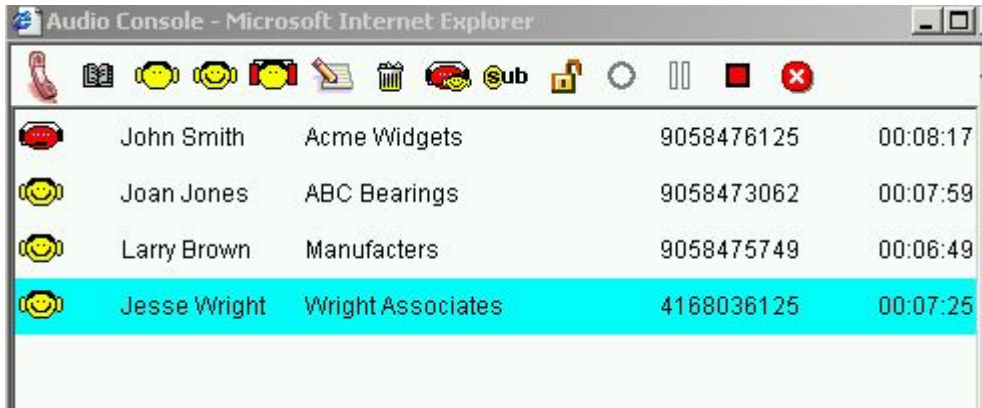 Audio Console - Microsoft Internet Explorer
Sub
John Smith Acme Widgets 9058476125 00:08:17
Joan Jones ABC Bearings 9058473062 00:07:59
Larry Brown Manufacters 9058475749 00:06:49
Jesse Wright Wright Associates 4168036125 00:07:25